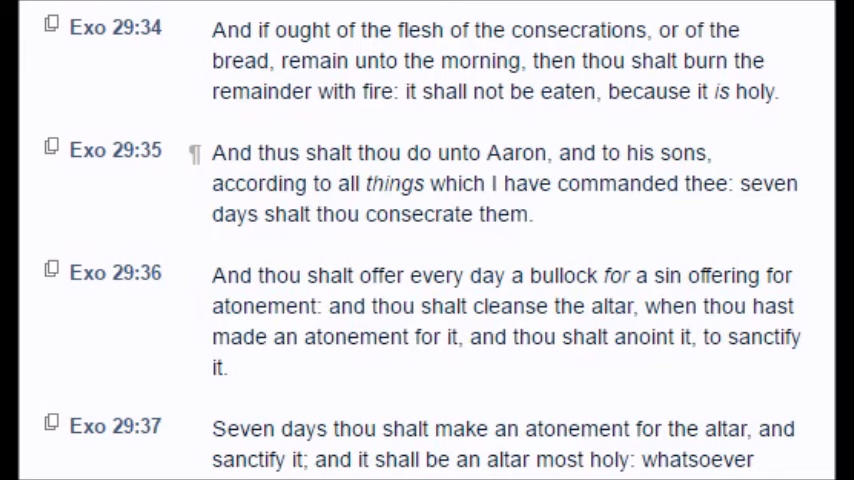 Exo 29:34 And if ought of the flesh of the consecrations, or of the
bread, remain unto the morning, then thou shalt burn the
remainder with fire: it shall not be eaten, because it is holy.
Exo 29:35 ¶ And thus shalt thou do unto Aaron, and to his sons,
according to all things which I have commanded thee: seven
days shalt thou consecrate them.
Exo 29:36 And thou shalt offer every day a bullock for a sin offering for
atonement: and thou shalt cleanse the altar, when thou hast
made an atonement for it, and thou shalt anoint it, to sanctify
it.
Exo 29:37 Seven days thou shalt make an atonement for the altar, and
sanctify it; and it shall be an altar most holy: whatsoever